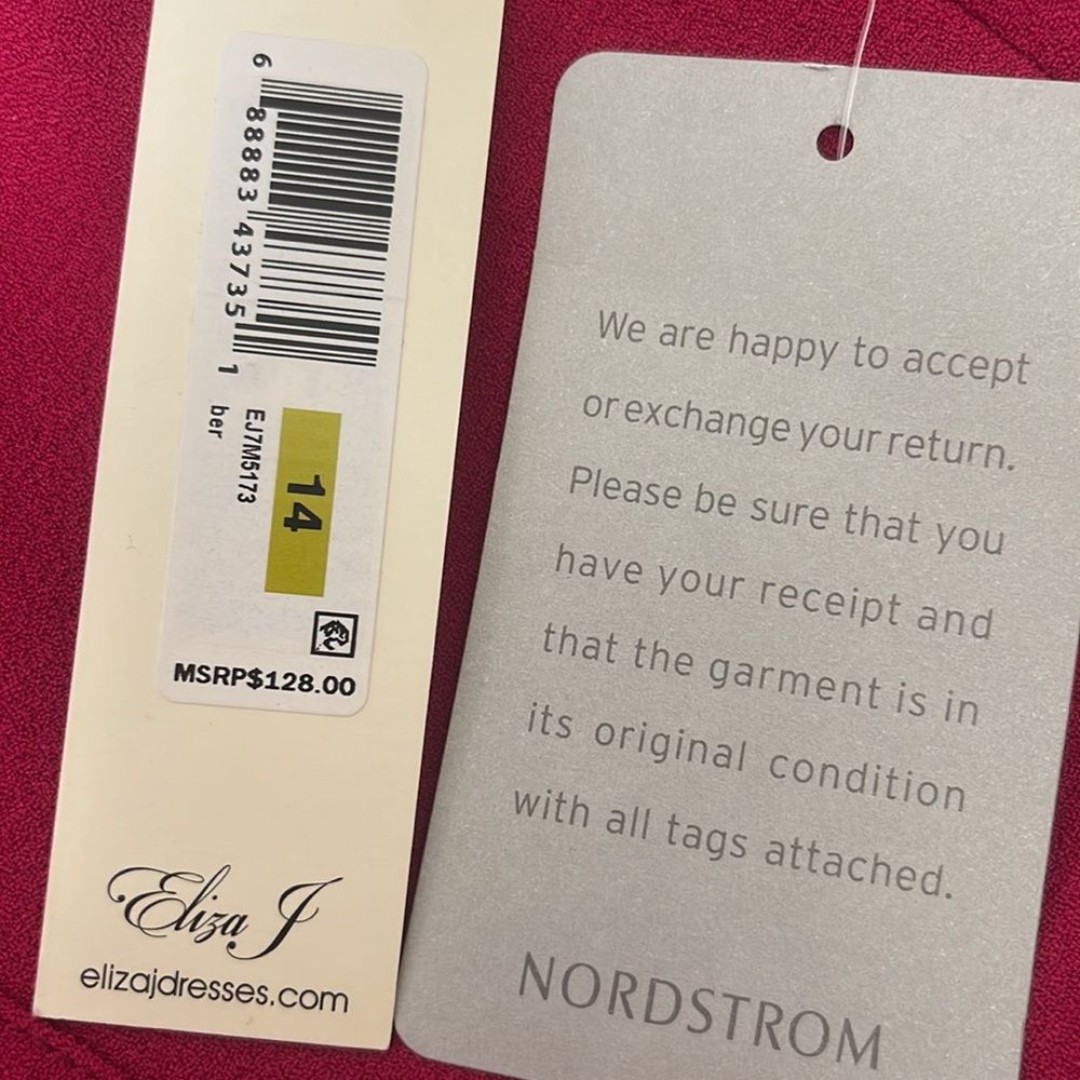 6 88883 43735 1
ber
EJ7M5173
14
MSRP$128.00
Eliza J
elizajdresses.com
We are happy to accept
or exchange your return.
Please be sure that you
have your receipt and
that the garment is in
its original condition
with all tags attached.
NORDSTROM